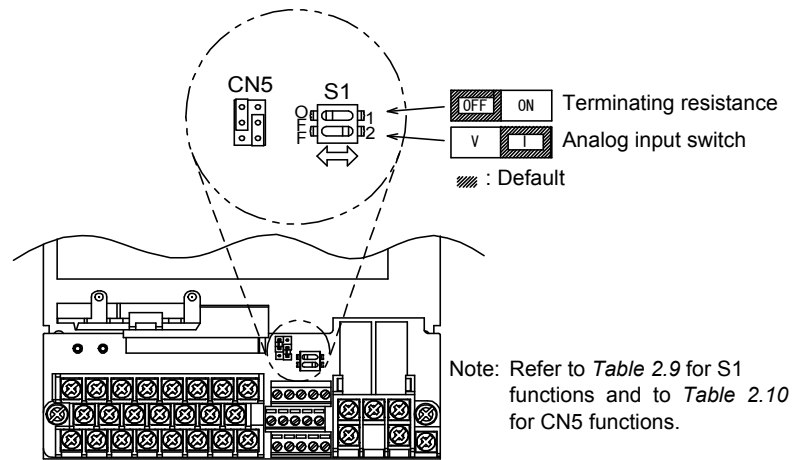 CN5
S1
O
F
F
1
2
OFF ON Terminating resistance
V I Analog input switch
: Default
Note: Refer to Table 2.9 for S1
functions and to Table 2.10
for CN5 functions.